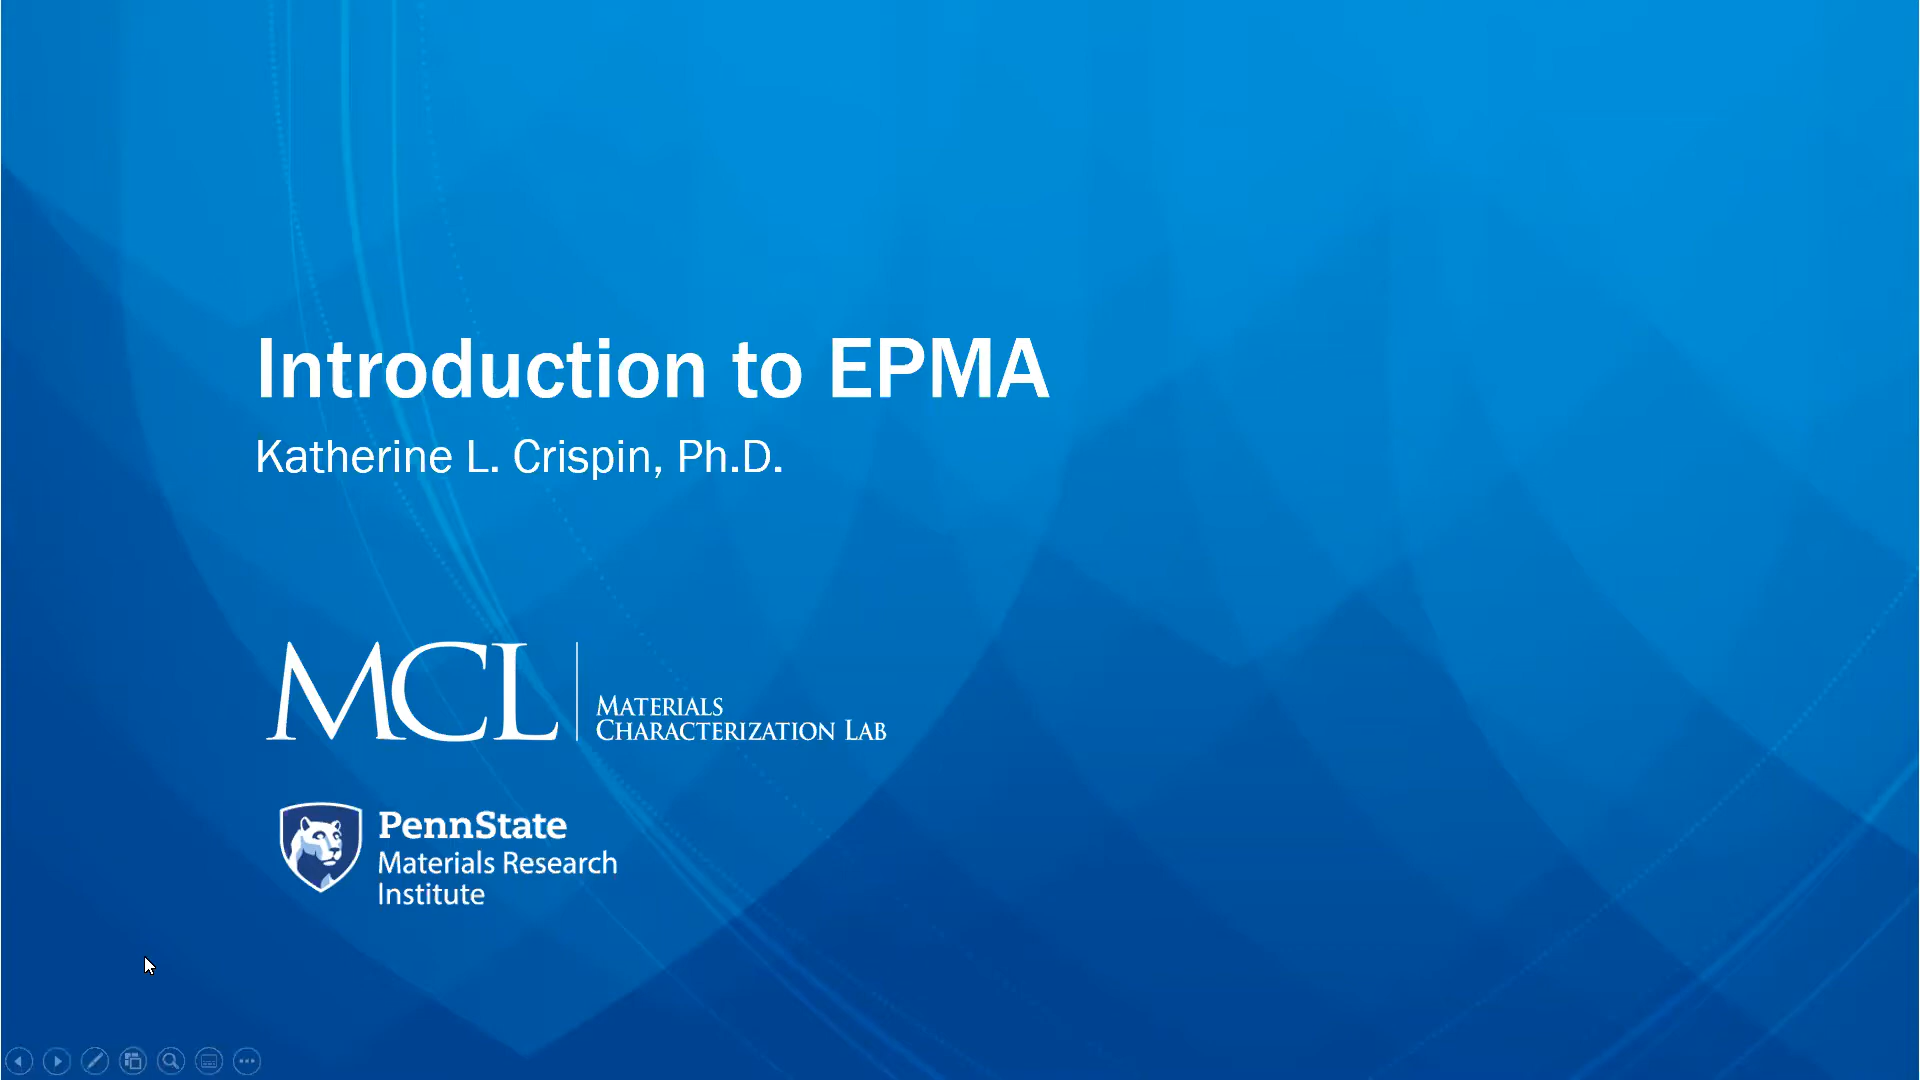 Introduction to EPMA
Katherine L. Crispin, Ph.D.
MCL
MATERIALS
CHARACTERIZATION LAB
PennState
Materials Research
Institute